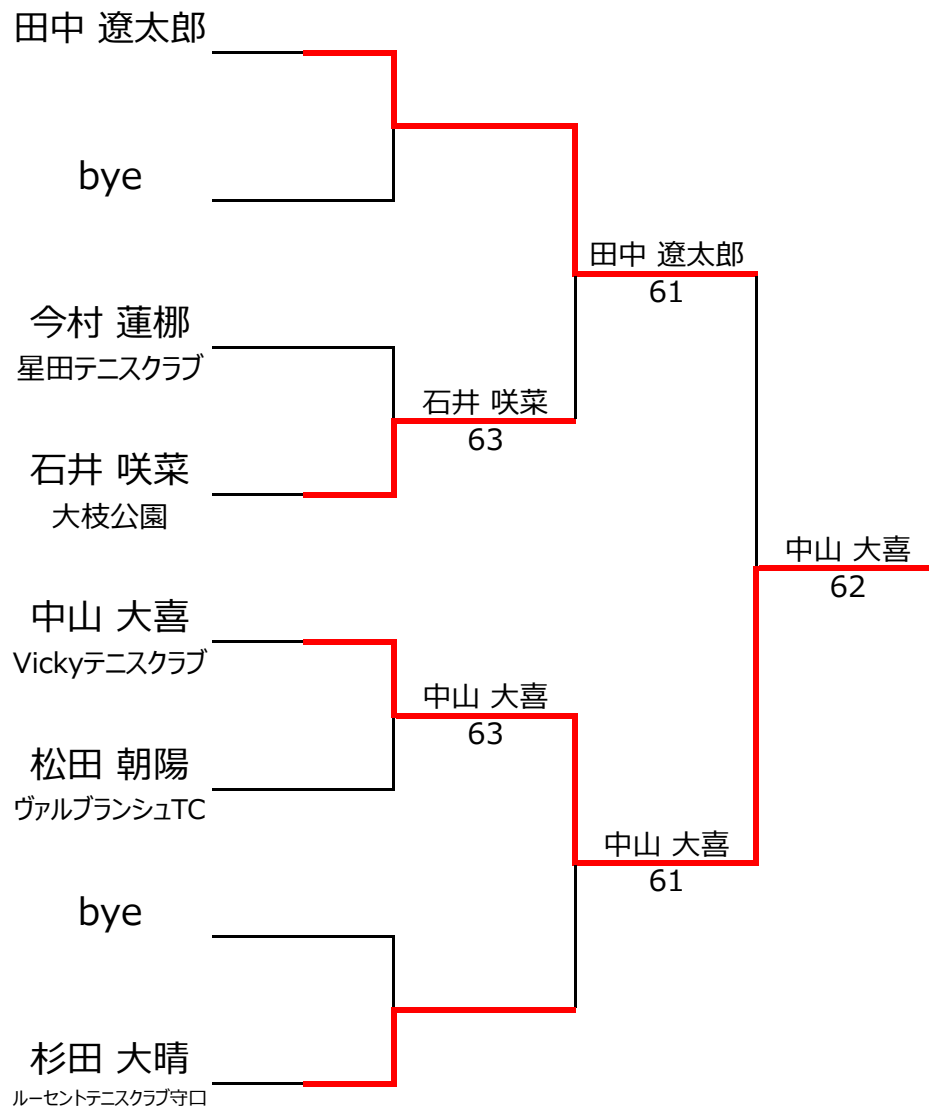 田中 遼太郎
bye
田中 遼太郎
61
今村 蓮梛
星田テニスクラブ
石井 咲菜
63
石井 咲菜
大枝公園
中山 大喜
62
中山 大喜
Vickyテニスクラブ
中山 大喜
63
松田 朝陽
ヴァルブランシュTC
中山 大喜
61
bye
杉田 大晴
ルーセントテニスクラブ守口